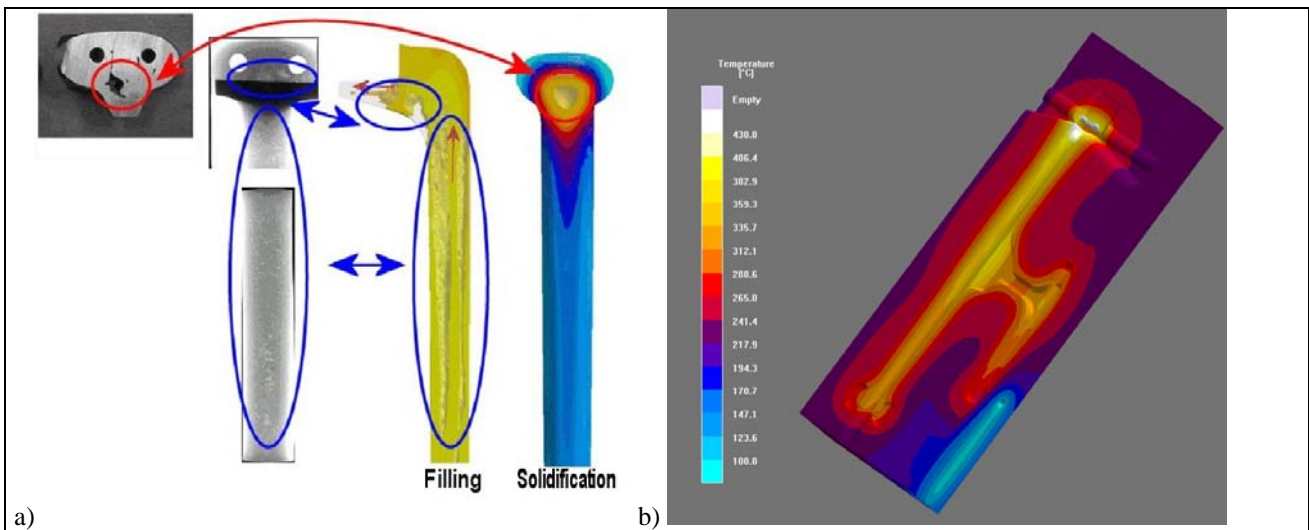 Filling
Solidification
a)
Temperature
[°C]
Empty
430.0
406.4
382.9
359.3
335.7
312.1
288.6
265.0
241.4
217.9
194.3
170.7
147.1
123.6
100.0
b)